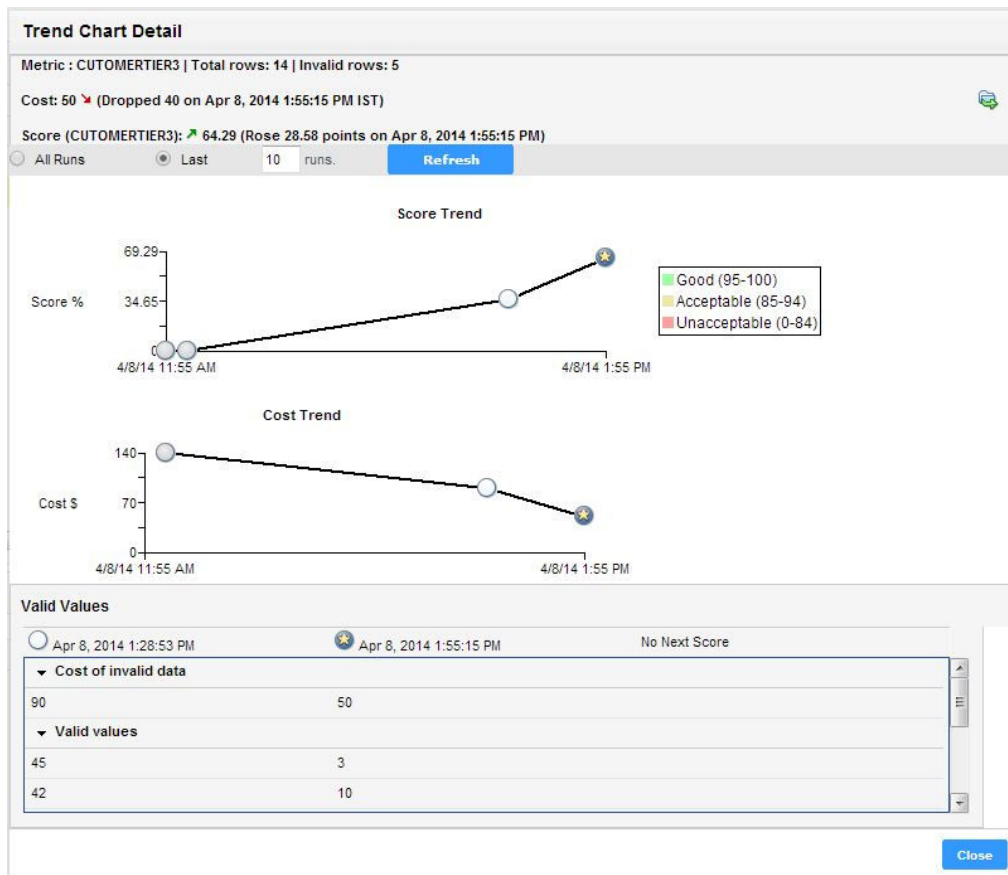 Trend Chart Detail
Metric : CUTOMERTIER3 | Total rows: 14 | Invalid rows: 5
Cost: 50 (Dropped 40 on Apr 8, 2014 1:55:15 PM IST)
Score (CUTOMERTIER3): 64.29 (Rose 28.58 points on Apr 8, 2014 1:55:15 PM)
All Runs Last 10 runs. Refresh
Score Trend
69.29
Score % 34.65
0
4/8/14 11:55 AM 4/8/14 1:55 PM
Good (95-100)
Acceptable (85-94)
Unacceptable (0-84)
Cost Trend
140
Cost $ 70
0
4/8/14 11:55 AM 4/8/14 1:55 PM
Valid Values
Apr 8, 2014 1:28:53 PM Apr 8, 2014 1:55:15 PM No Next Score
Cost of invalid data
90 50
Valid values
45 3
42 10
Close